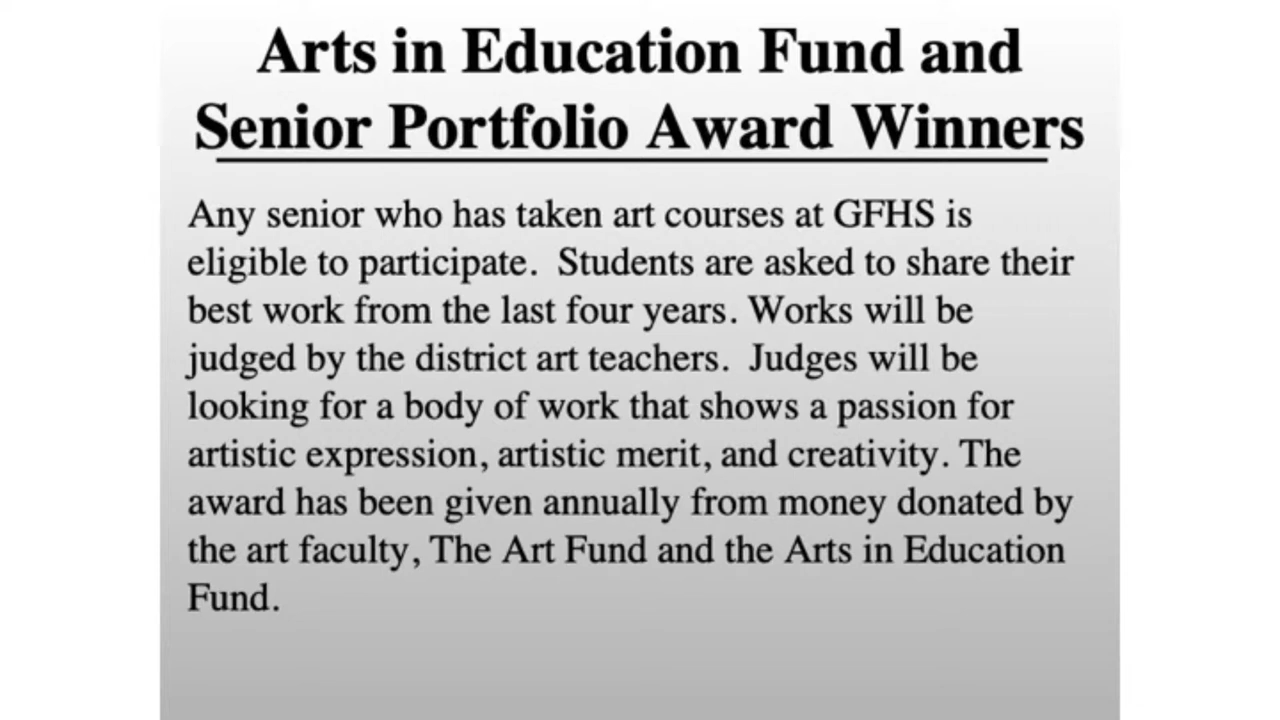 Arts in Education Fund and
Senior Portfolio Award Winners
Any senior who has taken art courses at GFHS is
eligible to participate.  Students are asked to share their
best work from the last four years. Works will be
judged by the district art teachers.  Judges will be
looking for a body of work that shows a passion for
artistic expression, artistic merit, and creativity. The
award has been given annually from money donated by
the art faculty, The Art Fund and the Arts in Education
Fund.